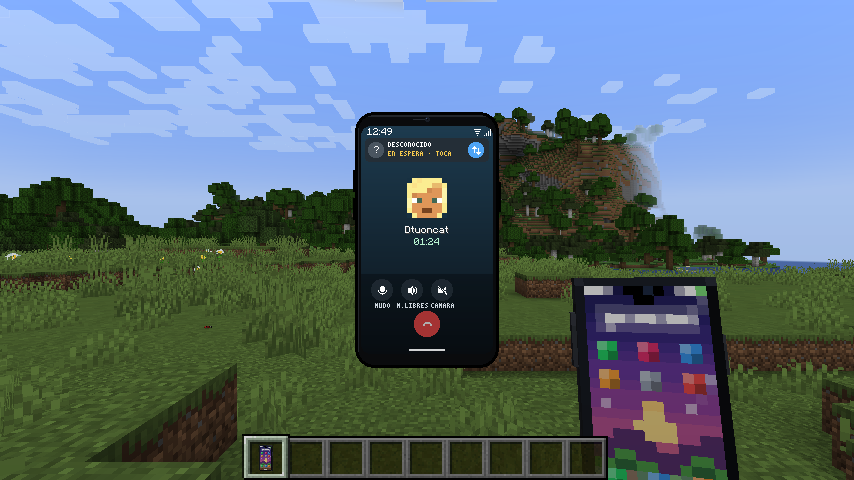 12:49
?
DESCONOCIDO
EN ESPERA · TOCA
Dtuoncat
01:24
MUDO M.LIBRES CAMARA